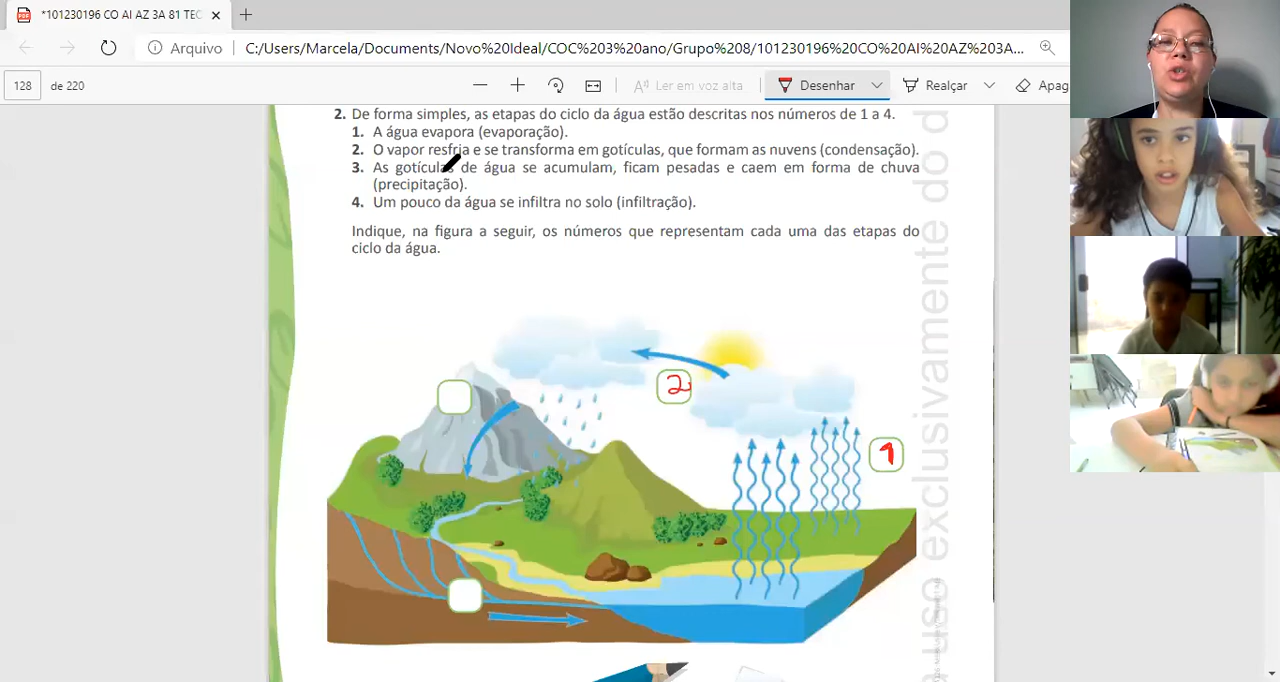 *101230196 CO AI AZ 3A 81 TEC
Arquivo
C:/Users/Marcela/Documents/Novo%20Ideal/COC%203%20ano/Grupo%208/101230196%20CO%20AI%20AZ%203A...
128 de 220
Ler em voz alta
Desenhar
Realçar
Apag
2. De forma simples, as etapas do ciclo da água estão descritas nos números de 1 a 4.
1. A água evapora (evaporação).
2. O vapor resfria e se transforma em gotículas, que formam as nuvens (condensação).
3. As gotículas de água se acumulam, ficam pesadas e caem em forma de chuva
(precipitação).
4. Um pouco da água se infiltra no solo (infiltração).
Indique, na figura a seguir, os números que representam cada uma das etapas do
ciclo da água.
2
1
uso exclusivamente do d